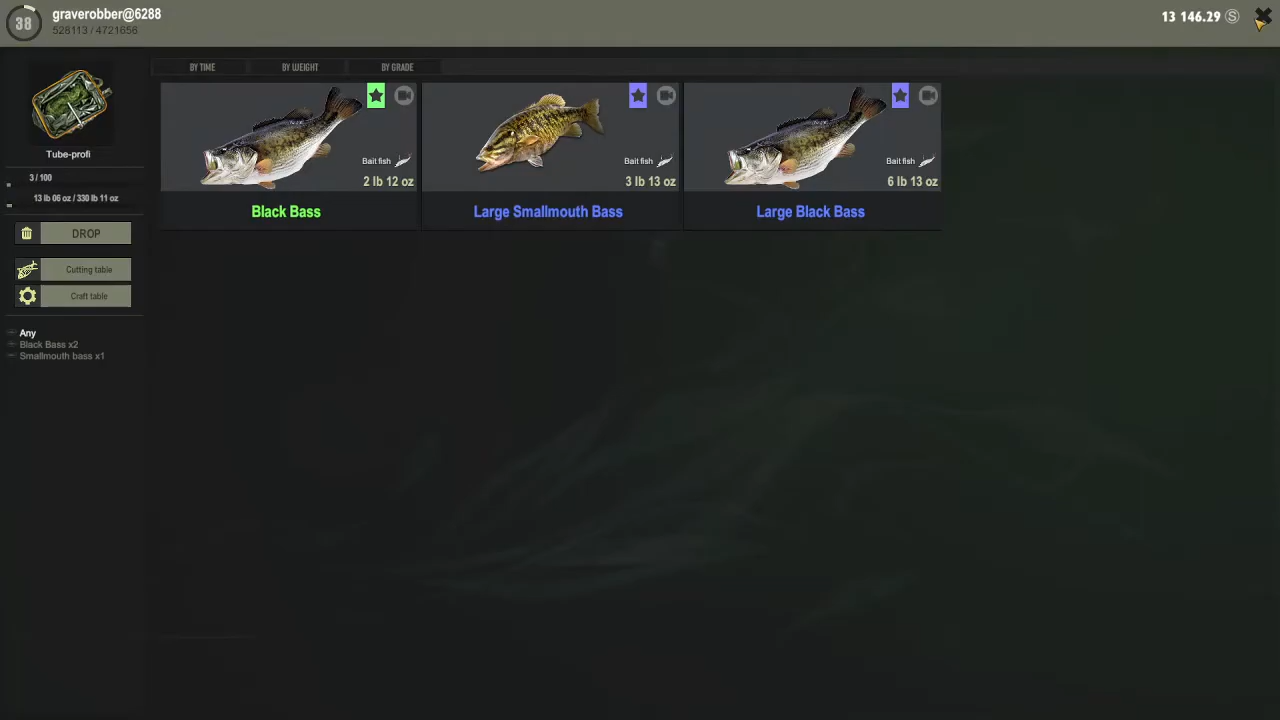 38
graverobber@6288
528113 / 4721656
13 146.29 S
Tube-profi
3 / 100
13 lb 06 oz / 330 lb 11 oz
DROP
Cutting table
Craft table
Any
Black Bass x2
Smallmouth bass x1
BY TIME
BY WEIGHT
BY GRADE
Bait fish
2 lb 12 oz
Black Bass
Bait fish
3 lb 13 oz
Large Smallmouth Bass
Bait fish
6 lb 13 oz
Large Black Bass